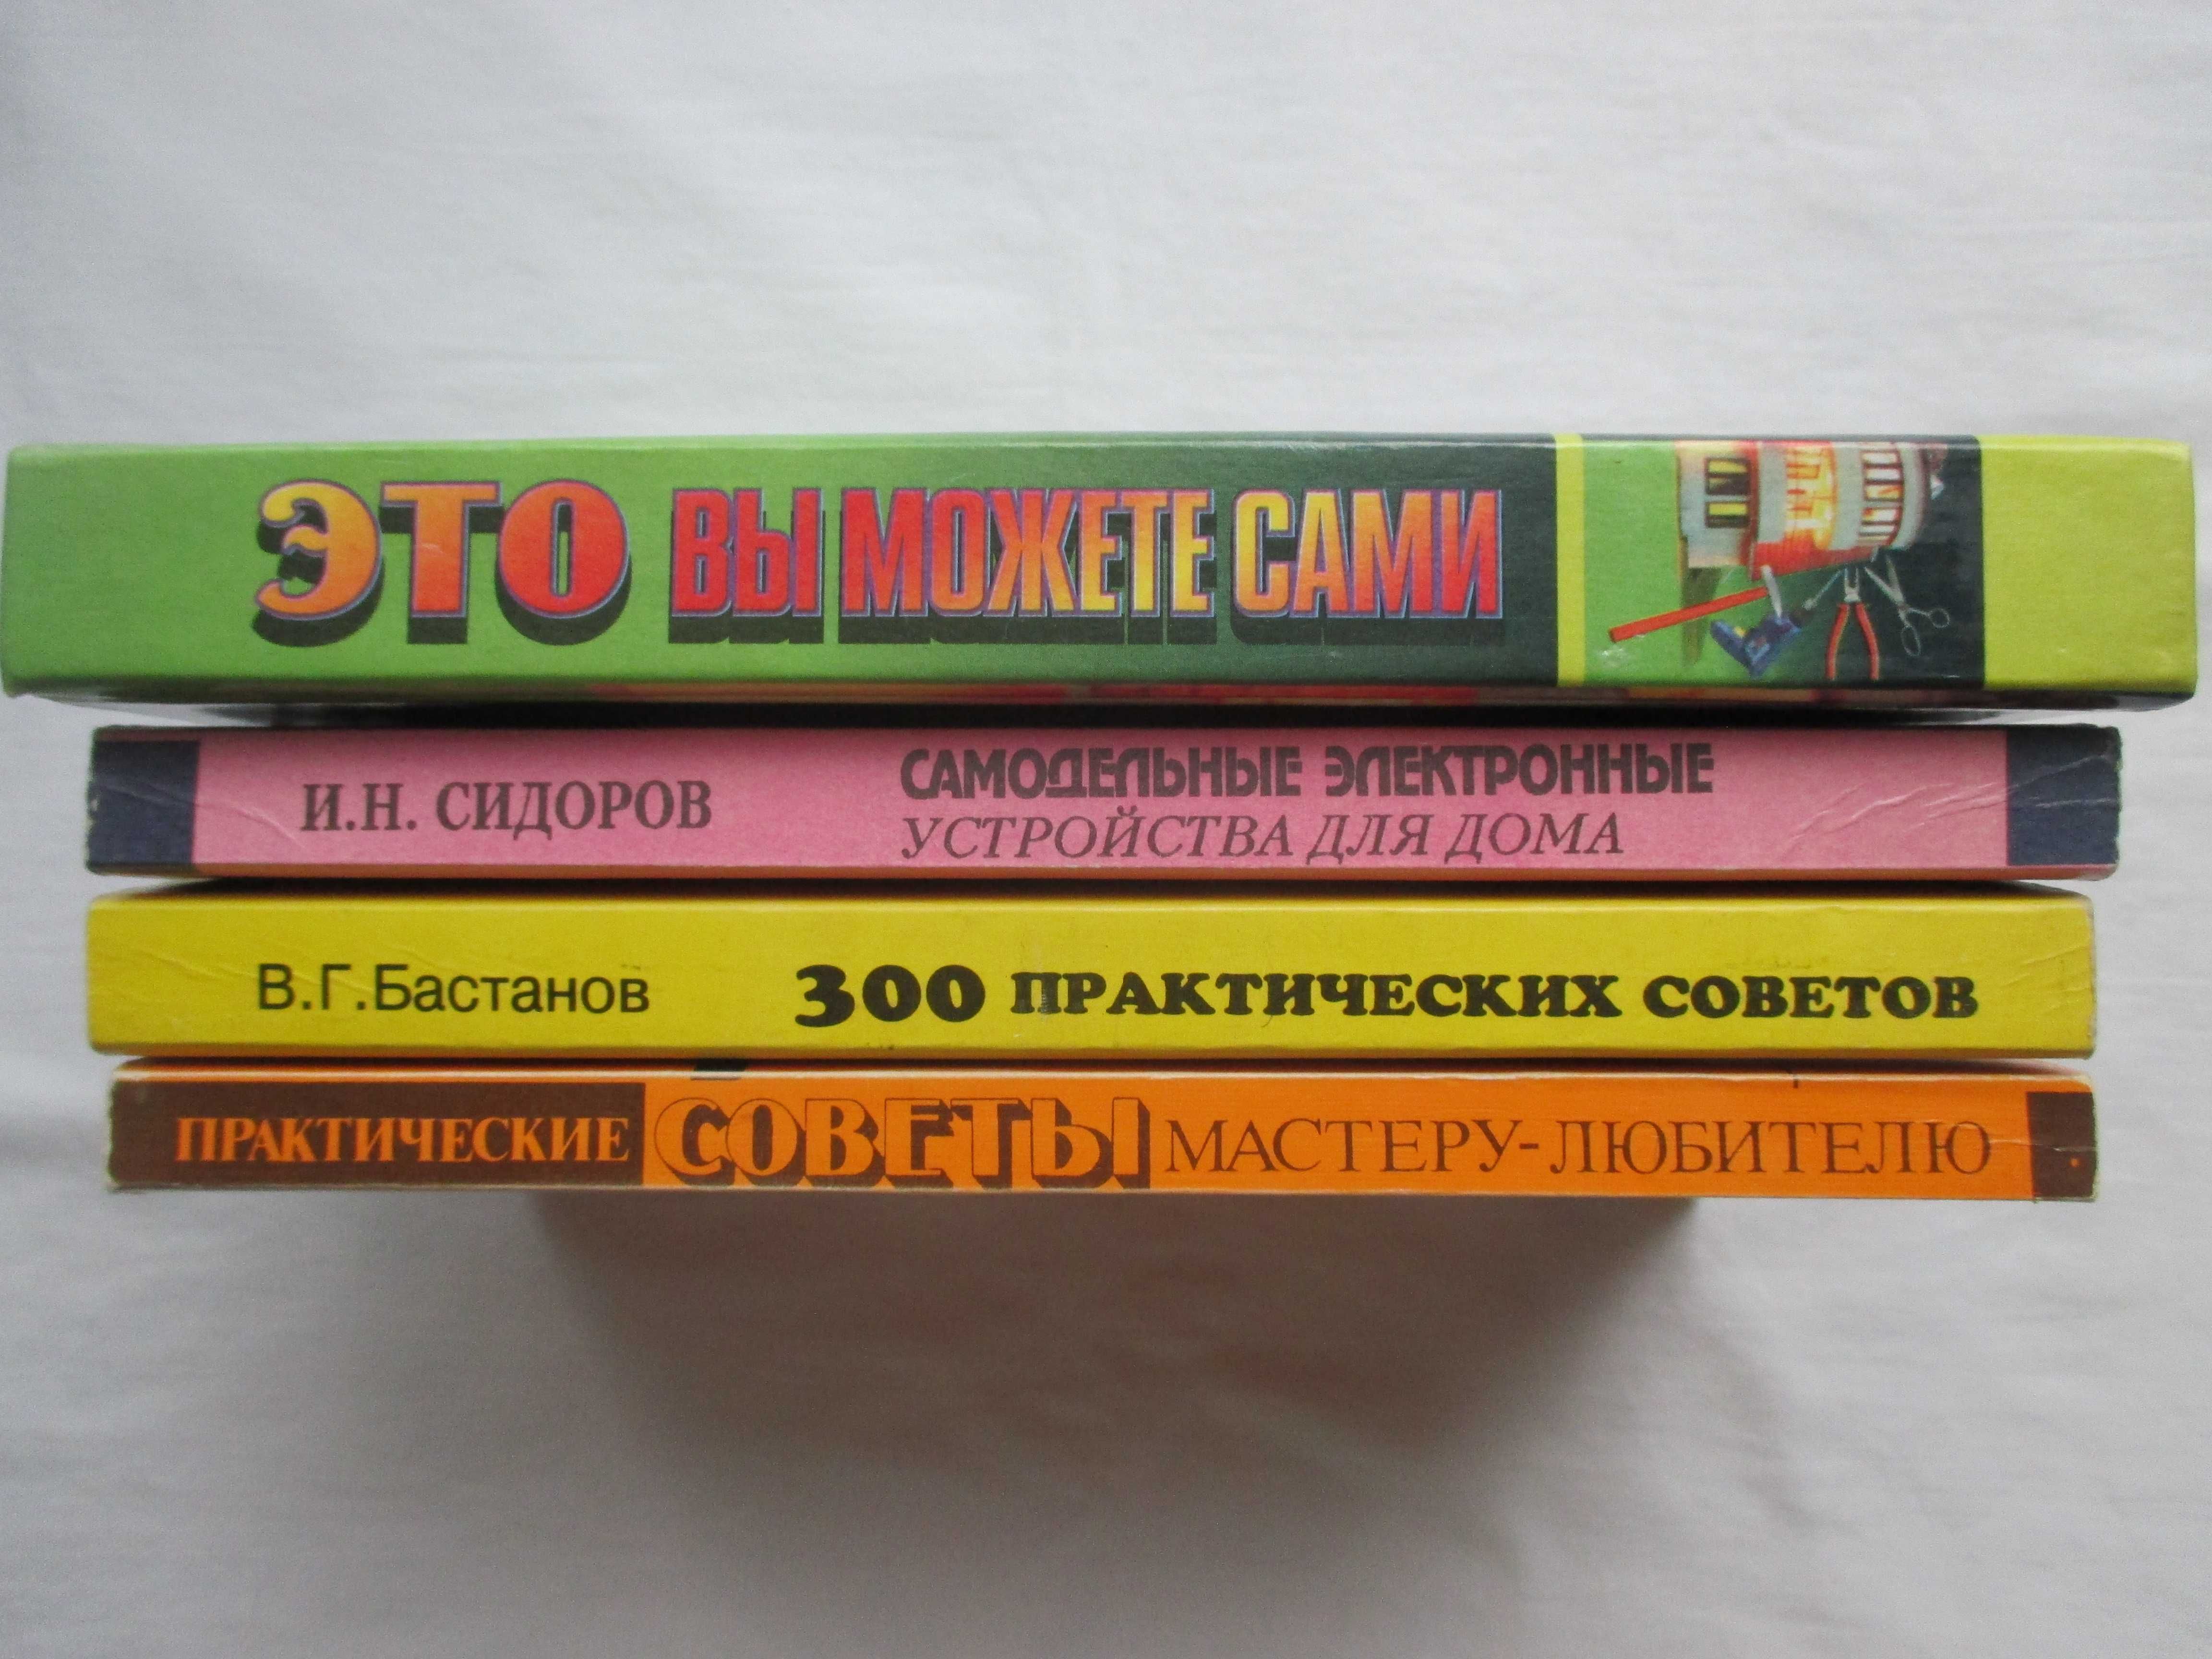 ЭТО ВЫ МОЖЕТЕ САМИ
И.Н. СИДОРОВ
САМОДЕЛЬНЫЕ ЭЛЕКТРОННЫЕ
УСТРОЙСТВА ДЛЯ ДОМА
В.Г.Бастанов 300 ПРАКТИЧЕСКИХ СОВЕТОВ
ПРАКТИЧЕСКИЕ СОВЕТЫ МАСТЕРУ-ЛЮБИТЕЛЮ